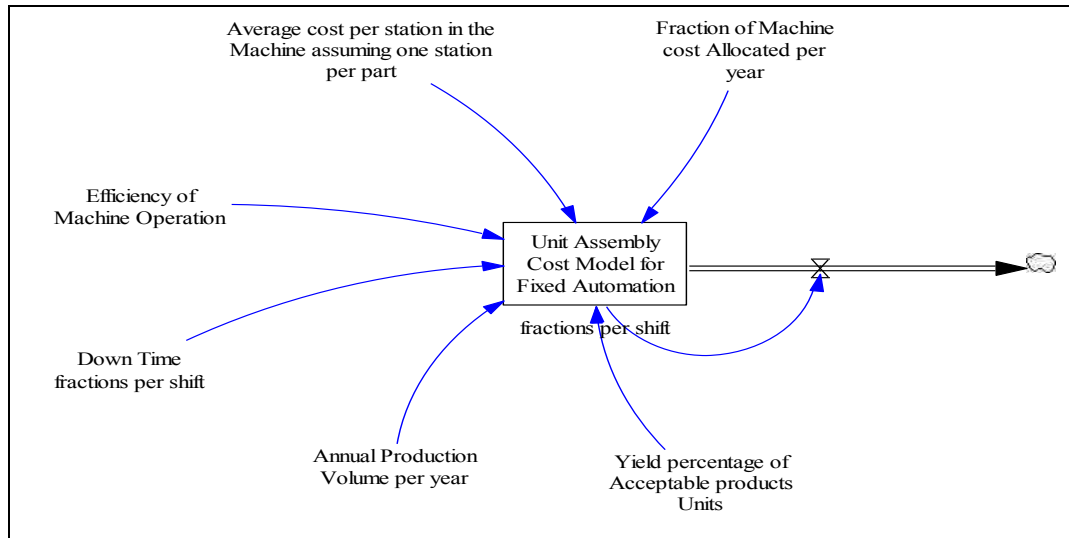 Average cost per station in the
Machine assuming one station
per part
Fraction of Machine
cost Allocated per
year
Efficiency of
Machine Operation
Unit Assembly
Cost Model for
Fixed Automation
fractions per shift
Down Time
fractions per shift
Annual Production
Volume per year
Yield percentage of
Acceptable products
Units